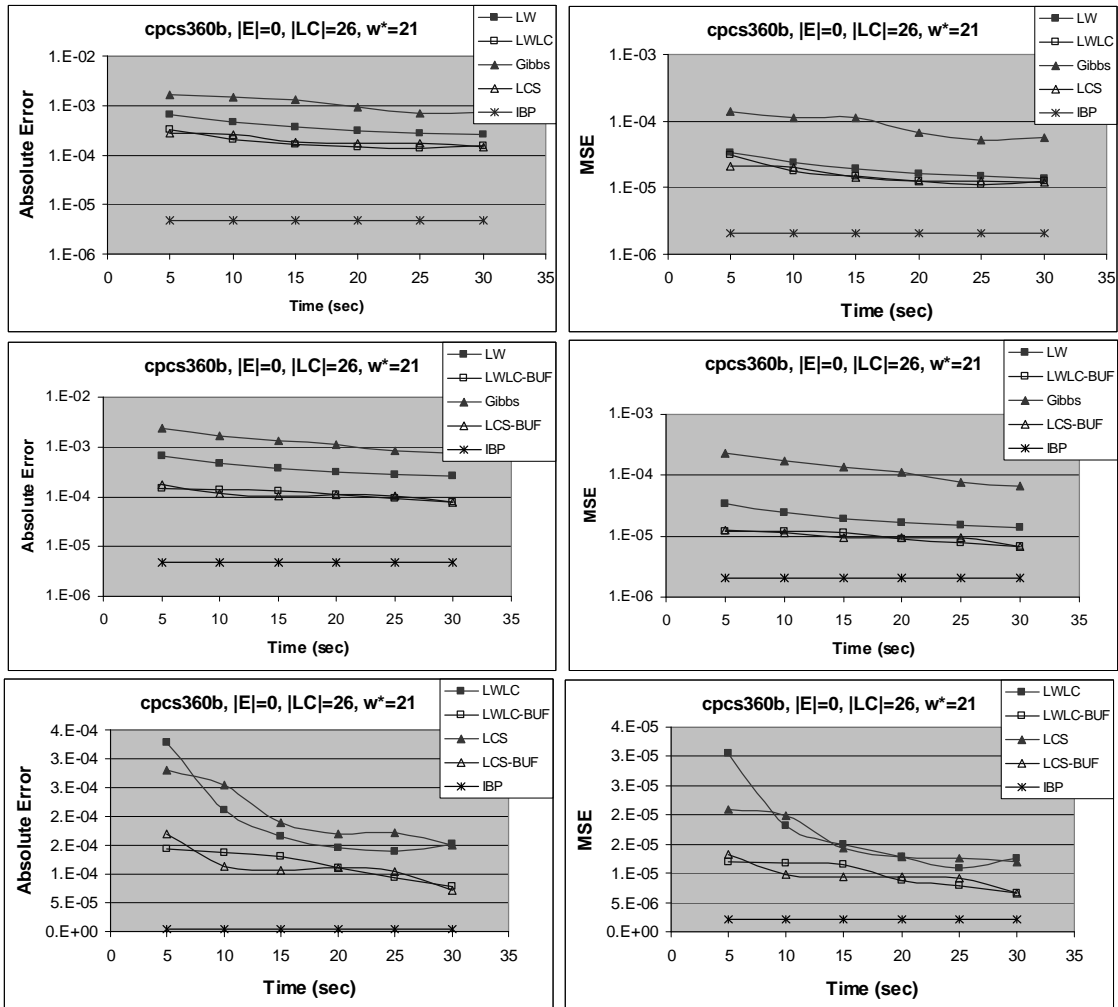 cpcs360b, |E|=0, |LC|=26, w*=21
LW
LWLC
Gibbs
LCS
IBP
Absolute Error
1.E-02
1.E-03
1.E-04
1.E-05
1.E-06
0 5 10 15 20 25 30 35
Time (sec)
cpcs360b, |E|=0, |LC|=26, w*=21
LW
LWLC
Gibbs
LCS
IBP
MSE
1.E-03
1.E-04
1.E-05
1.E-06
0 5 10 15 20 25 30 35
Time (sec)
cpcs360b, |E|=0, |LC|=26, w*=21
LW
LWLC-BUF
Gibbs
LCS-BUF
IBP
Absolute Error
1.E-02
1.E-03
1.E-04
1.E-05
1.E-06
0 5 10 15 20 25 30 35
Time (sec)
cpcs360b, |E|=0, |LC|=26, w*=21
LW
LWLC-BUF
Gibbs
LCS-BUF
IBP
MSE
1.E-03
1.E-04
1.E-05
1.E-06
0 5 10 15 20 25 30 35
Time (sec)
cpcs360b, |E|=0, |LC|=26, w*=21
LWLC
LWLC-BUF
LCS
LCS-BUF
IBP
Absolute Error
4.E-04
3.E-04
3.E-04
2.E-04
2.E-04
1.E-04
5.E-05
0.E+00
0 5 10 15 20 25 30 35
Time (sec)
cpcs360b, |E|=0, |LC|=26, w*=21
LWLC
LWLC-BUF
LCS
LCS-BUF
IBP
MSE
4.E-05
3.E-05
3.E-05
2.E-05
2.E-05
1.E-05
5.E-06
0.E+00
0 5 10 15 20 25 30 35
Time (sec)